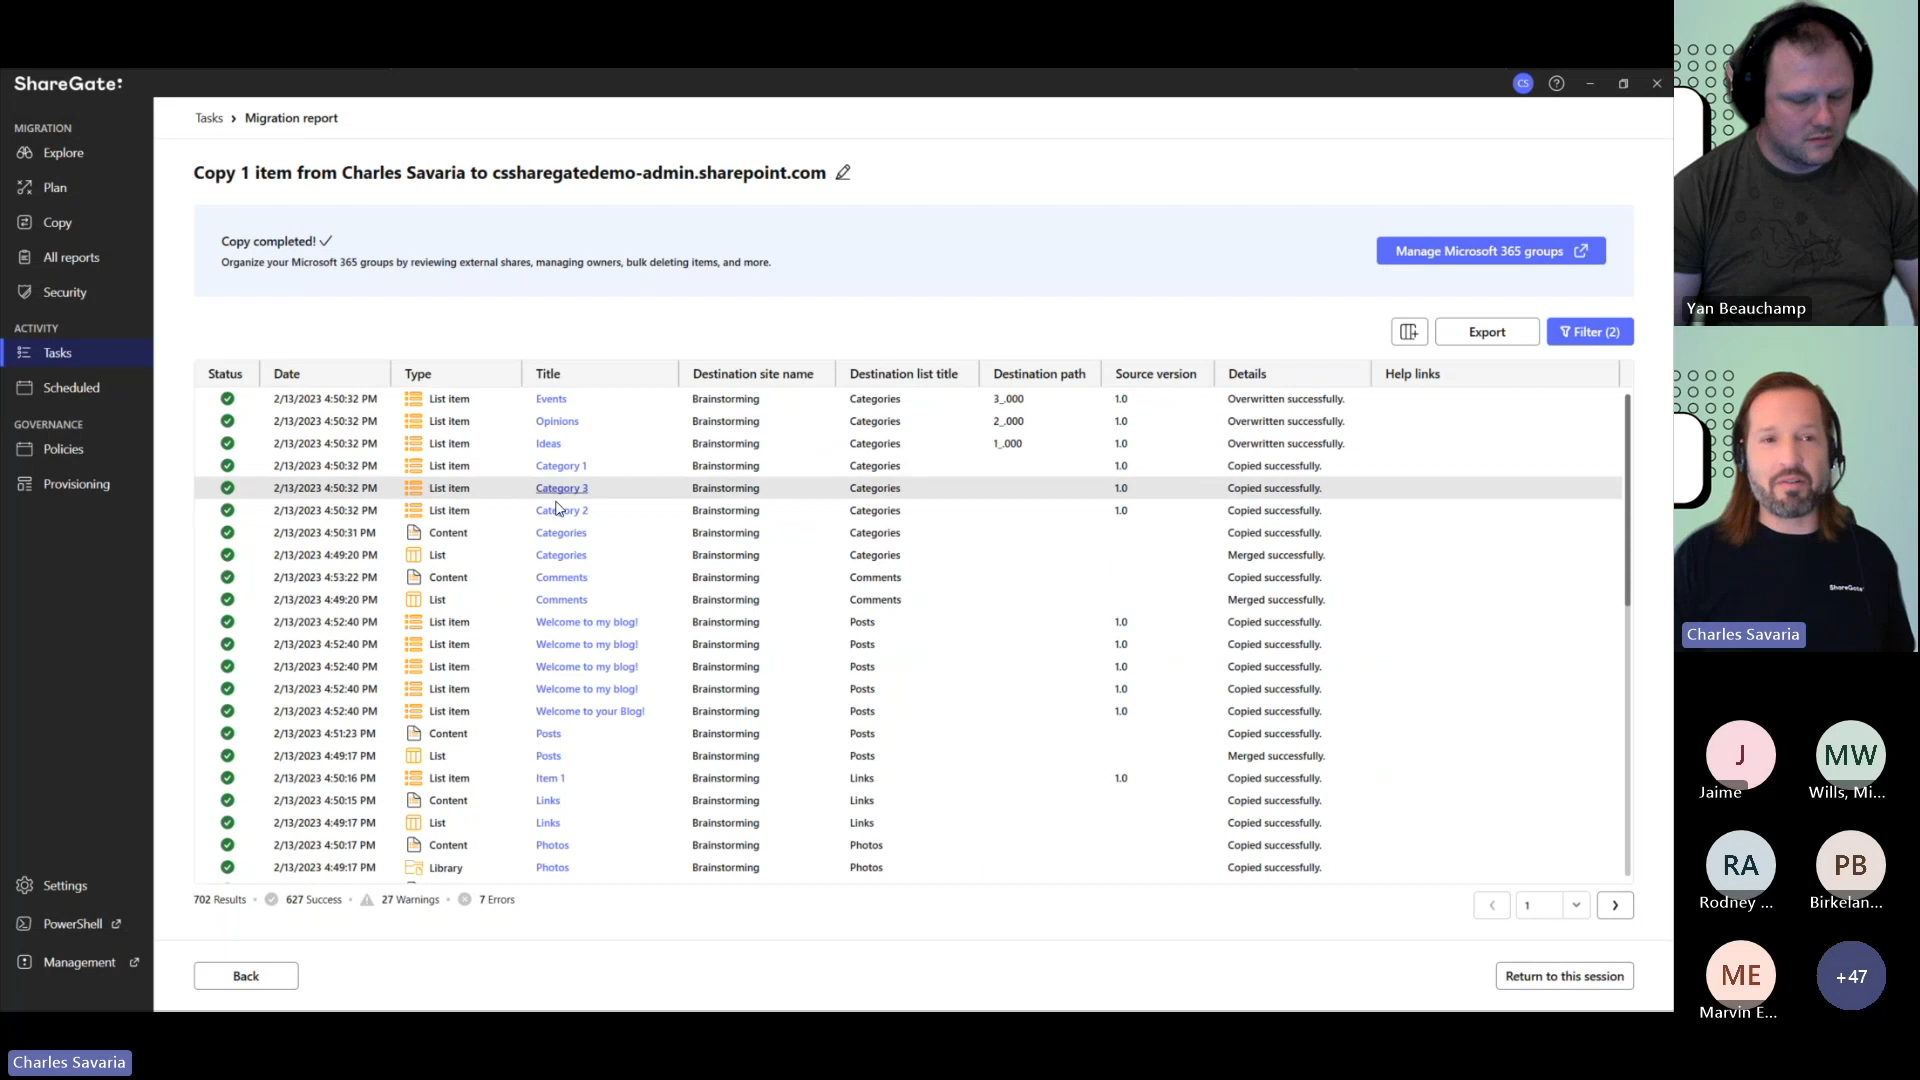 ShareGate:
CS
MIGRATION
Explore
Plan
Copy
All reports
Security
ACTIVITY
Tasks
Scheduled
GOVERNANCE
Policies
Provisioning
Settings
PowerShell
Management
Tasks > Migration report
Copy 1 item from Charles Savaria to cssharegatedemo-admin.sharepoint.com
Copy completed!
Organize your Microsoft 365 groups by reviewing external shares, managing owners, bulk deleting items, and more.
Manage Microsoft 365 groups
Export
Filter (2)
Status Date Type Title Destination site name Destination list title Destination path Source version Details Help links
2/13/2023 4:50:32 PM List item Events Brainstorming Categories 3_.000 1.0 Overwritten successfully.
2/13/2023 4:50:32 PM List item Opinions Brainstorming Categories 2_.000 1.0 Overwritten successfully.
2/13/2023 4:50:32 PM List item Ideas Brainstorming Categories 1_.000 1.0 Overwritten successfully.
2/13/2023 4:50:32 PM List item Category 1 Brainstorming Categories 1.0 Copied successfully.
2/13/2023 4:50:32 PM List item Category 3 Brainstorming Categories 1.0 Copied successfully.
2/13/2023 4:50:32 PM List item Category 2 Brainstorming Categories 1.0 Copied successfully.
2/13/2023 4:50:31 PM Content Categories Brainstorming Categories Copied successfully.
2/13/2023 4:49:20 PM List Categories Brainstorming Categories Merged successfully.
2/13/2023 4:53:22 PM Content Comments Brainstorming Comments Copied successfully.
2/13/2023 4:49:20 PM List Comments Brainstorming Comments Merged successfully.
2/13/2023 4:52:40 PM List item Welcome to my blog! Brainstorming Posts 1.0 Copied successfully.
2/13/2023 4:52:40 PM List item Welcome to my blog! Brainstorming Posts 1.0 Copied successfully.
2/13/2023 4:52:40 PM List item Welcome to my blog! Brainstorming Posts 1.0 Copied successfully.
2/13/2023 4:52:40 PM List item Welcome to my blog! Brainstorming Posts 1.0 Copied successfully.
2/13/2023 4:52:40 PM List item Welcome to your Blog! Brainstorming Posts 1.0 Copied successfully.
2/13/2023 4:51:23 PM Content Posts Brainstorming Posts Copied successfully.
2/13/2023 4:49:17 PM List Posts Brainstorming Posts Merged successfully.
2/13/2023 4:50:16 PM List item Item 1 Brainstorming Links 1.0 Copied successfully.
2/13/2023 4:50:15 PM Content Links Brainstorming Links Copied successfully.
2/13/2023 4:49:17 PM List Links Brainstorming Links Copied successfully.
2/13/2023 4:50:17 PM Content Photos Brainstorming Photos Copied successfully.
2/13/2023 4:49:17 PM Library Photos Brainstorming Photos Copied successfully.
702 Results • 627 Success • 27 Warnings • 7 Errors
1
Back
Return to this session
Yan Beauchamp
ShareGate
Charles Savaria
J
MW
Jaime
Wills, Mi...
RA
PB
Rodney ...
Birkelan...
ME
+47
Marvin E...
Charles Savaria